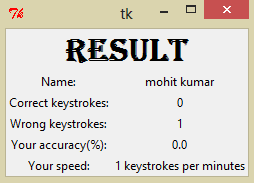 tk
RESULT
Name: mohit kumar
Correct keystrokes: 0
Wrong keystrokes: 1
Your accuracy(%): 0.0
Your speed: 1 keystrokes per minutes